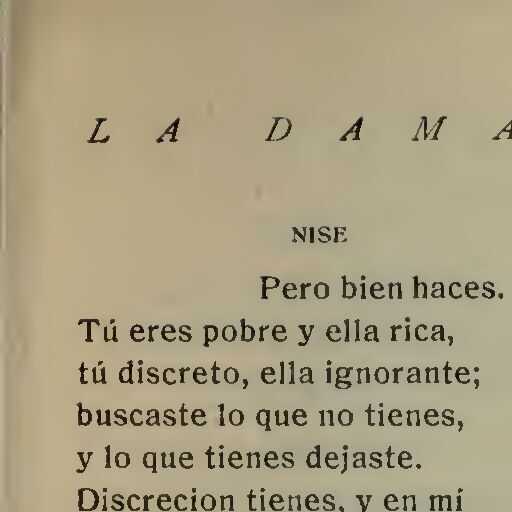 L A D A M A
NISE
Pero bien haces.
Tú eres pobre y ella rica,
tú discreto, ella ignorante;
buscaste lo que no tienes,
y lo que tienes dejaste.
Discrecion tienes, y en mi